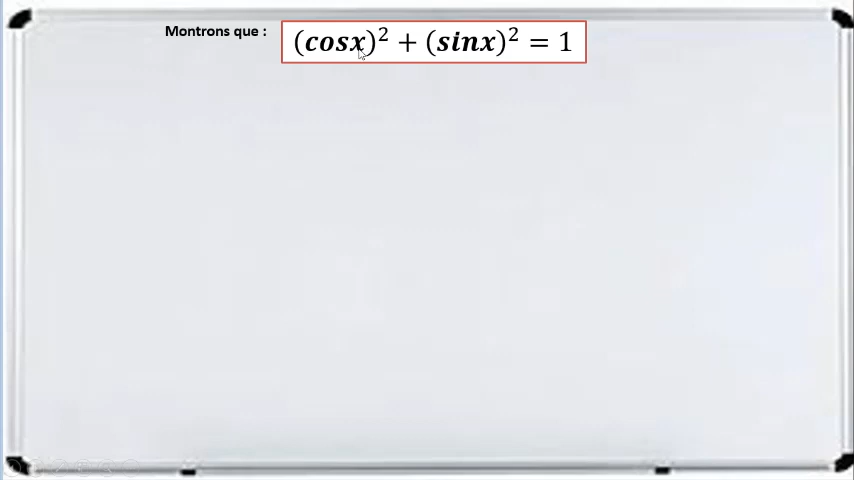 Montrons que : (cosx)² + (sinx)² = 1